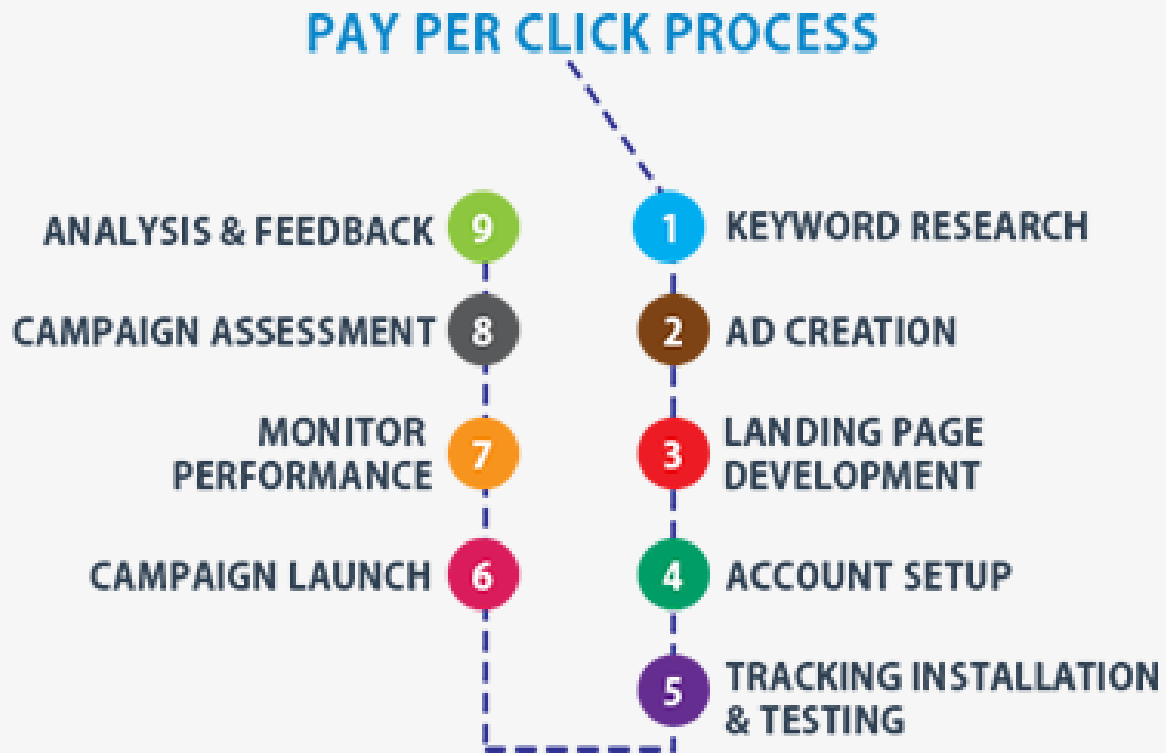 PAY PER CLICK PROCESS
1 KEYWORD RESEARCH
2 AD CREATION
3 LANDING PAGE
DEVELOPMENT
4 ACCOUNT SETUP
5 TRACKING INSTALLATION
& TESTING
6 CAMPAIGN LAUNCH
7 MONITOR
PERFORMANCE
8 CAMPAIGN ASSESSMENT
9 ANALYSIS & FEEDBACK